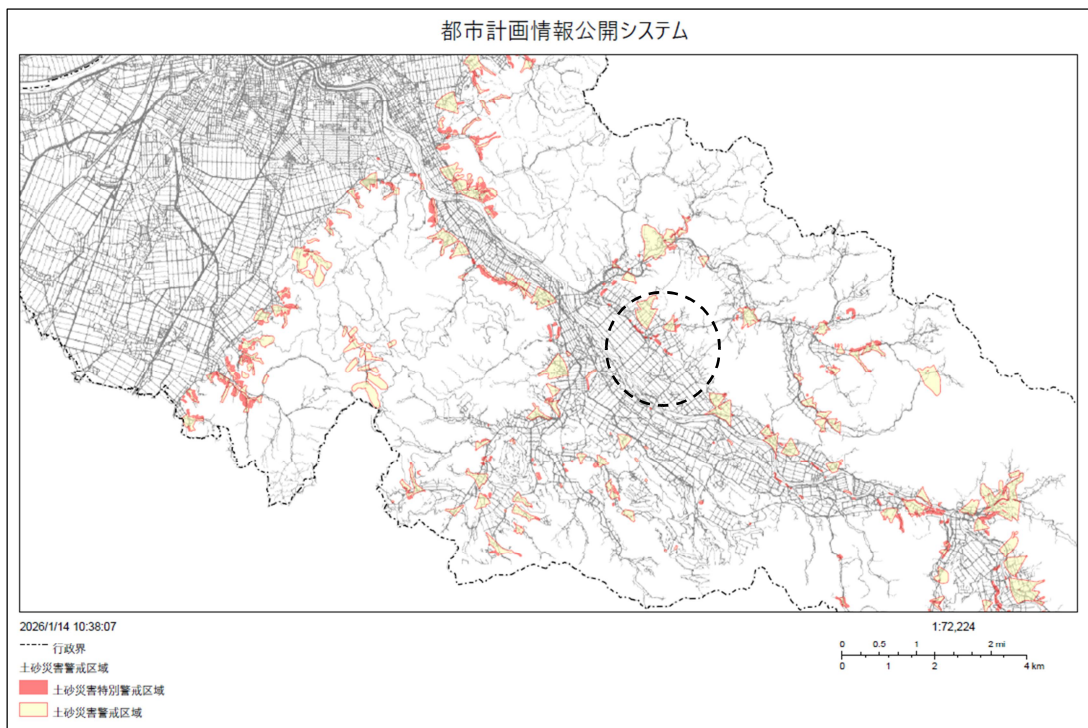 都市計画情報公開システム
2026/1/14 10:38:07
1:72,224
行政界
土砂災害警戒区域
土砂災害特別警戒区域
土砂災害警戒区域
0 0.5 1 2 mi
0 1 2 4 km